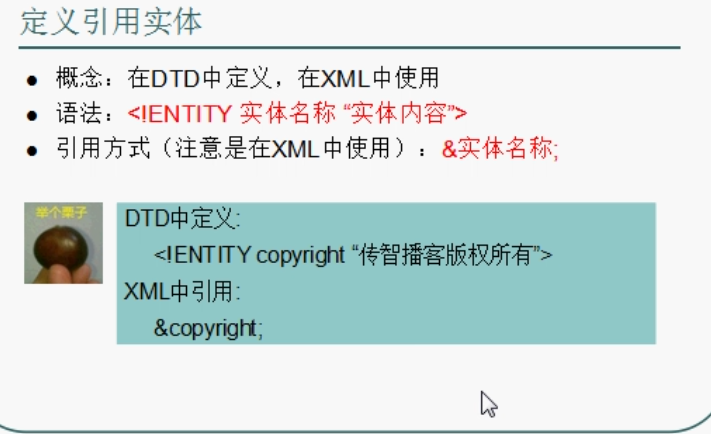 定义引用实体
● 概念：在DTD中定义，在XML中使用
● 语法：<!ENTITY 实体名称 “实体内容”>
● 引用方式（注意是在XML中使用）：&实体名称;
举个栗子
DTD中定义:
<!ENTITY copyright “传智播客版权所有”>
XML中引用:
&copyright;